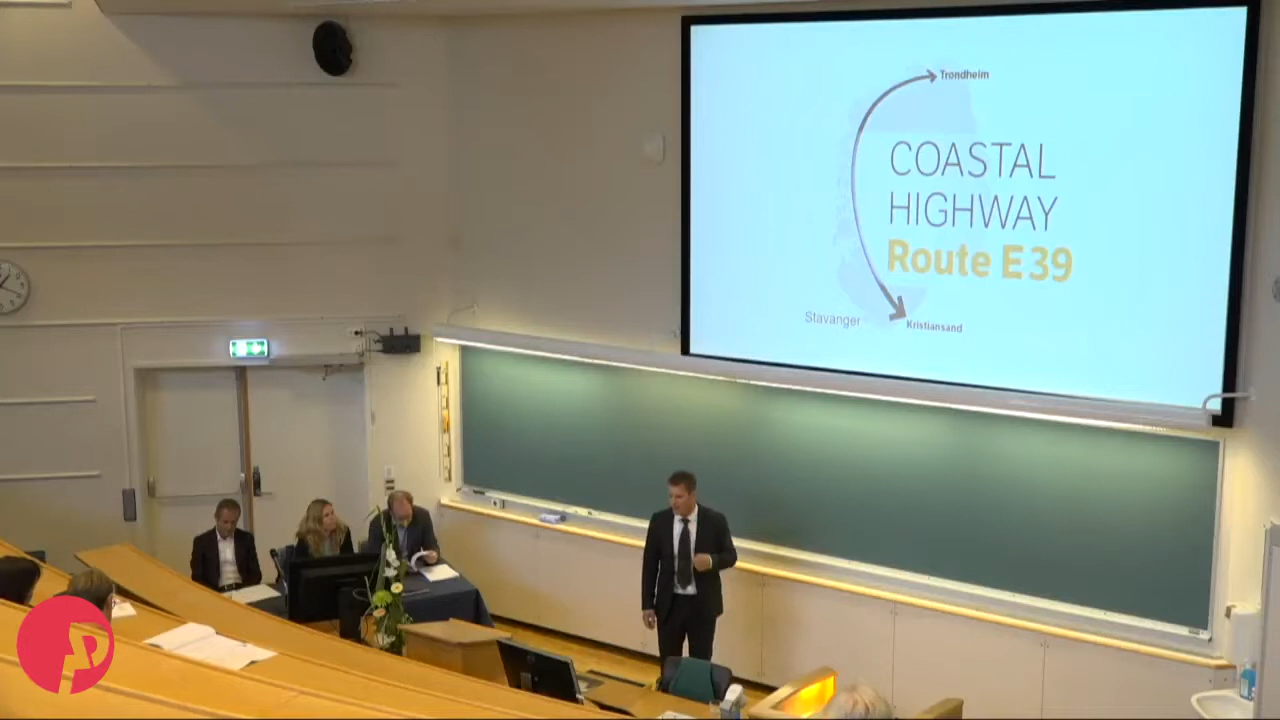 Trondheim
COASTAL
HIGHWAY
Route E39
Stavanger
Kristiansand